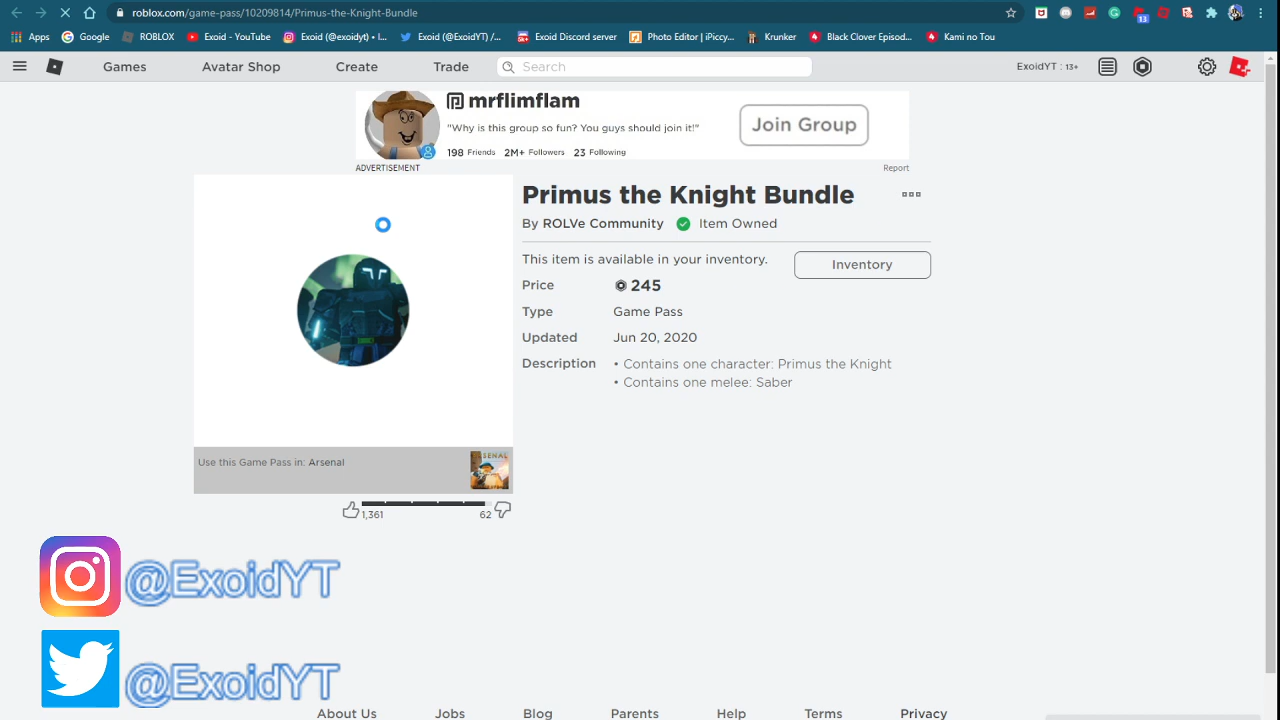 roblox.com/game-pass/10209814/Primus-the-Knight-Bundle
Apps Google ROBLOX Exoid - YouTube Exoid (@exoidyt) • I... Exoid (@ExoidYT) /... Exoid Discord server Photo Editor | iPiccy... Krunker Black Clover Episod... Kami no Tou
13
Games Avatar Shop Create Trade Search ExoidYT : 13+
mrflimflam
"Why is this group so fun? You guys should join it!"
198 Friends 2M+ Followers 23 Following
Join Group
ADVERTISEMENT Report
Primus the Knight Bundle
By ROLVe Community Item Owned
This item is available in your inventory.
Inventory
Price 245
Type Game Pass
Updated Jun 20, 2020
Description • Contains one character: Primus the Knight
• Contains one melee: Saber
Use this Game Pass in: Arsenal
1,361 62
@ExoidYT
@ExoidYT
About Us Jobs Blog Parents Help Terms Privacy